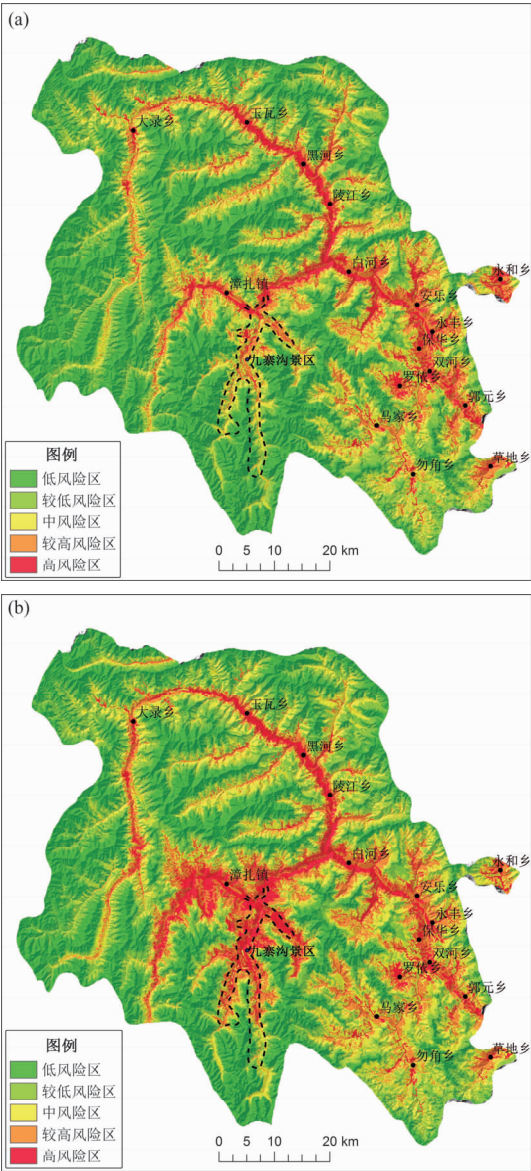 (a)
大录乡
玉瓦乡
黑河乡
陵江乡
白河乡
永和乡
漳扎镇
安乐乡
永丰乡
保华乡
九寨沟景区
双河乡
罗依乡
郭元乡
马家乡
草地乡
勿角乡
图例
低风险区
较低风险区
中风险区
较高风险区
高风险区
0 5 10 20 km
(b)
大录乡
玉瓦乡
黑河乡
陵江乡
白河乡
永和乡
漳扎镇
安乐乡
永丰乡
保华乡
九寨沟景区
双河乡
罗依乡
郭元乡
马家乡
草地乡
勿角乡
图例
低风险区
较低风险区
中风险区
较高风险区
高风险区
0 5 10 20 km